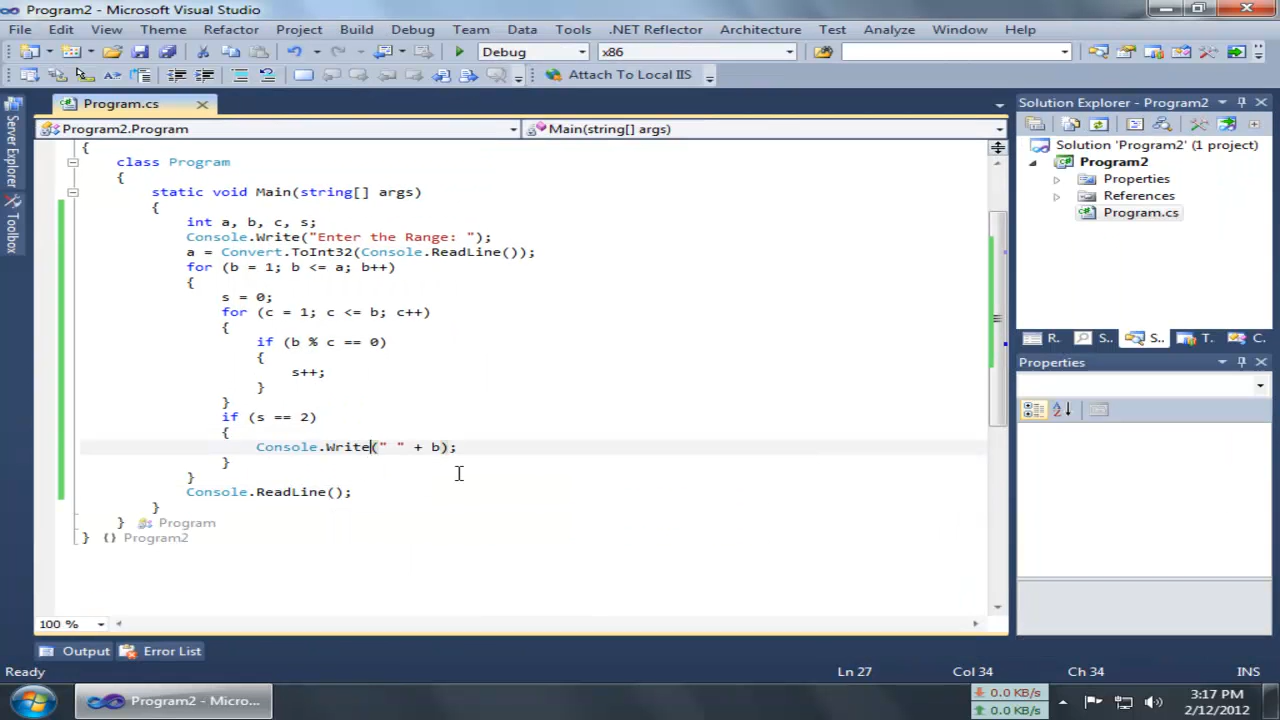 Program2 - Microsoft Visual Studio
File Edit View Theme Refactor Project Build Debug Team Data Tools .NET Reflector Architecture Test Analyze Window Help
Debug x86
Attach To Local IIS
Program.cs
Program2.Program Main(string[] args)
{
class Program
{
static void Main(string[] args)
{
int a, b, c, s;
Console.Write("Enter the Range: ");
a = Convert.ToInt32(Console.ReadLine());
for (b = 1; b <= a; b++)
{
s = 0;
for (c = 1; c <= b; c++)
{
if (b % c == 0)
{
s++;
}
}
if (s == 2)
{
Console.Write(" " + b);
}
}
Console.ReadLine();
}
} Program
} {} Program2
100 %
Server Explorer
Toolbox
Solution Explorer - Program2
Solution 'Program2' (1 project)
Program2
Properties
References
Program.cs
R. S.. S.. T. C.
Properties
Output Error List
Ready Ln 27 Col 34 Ch 34 INS
Program2 - Micro...
0.0 KB/s
0.0 KB/s
3:17 PM
2/12/2012